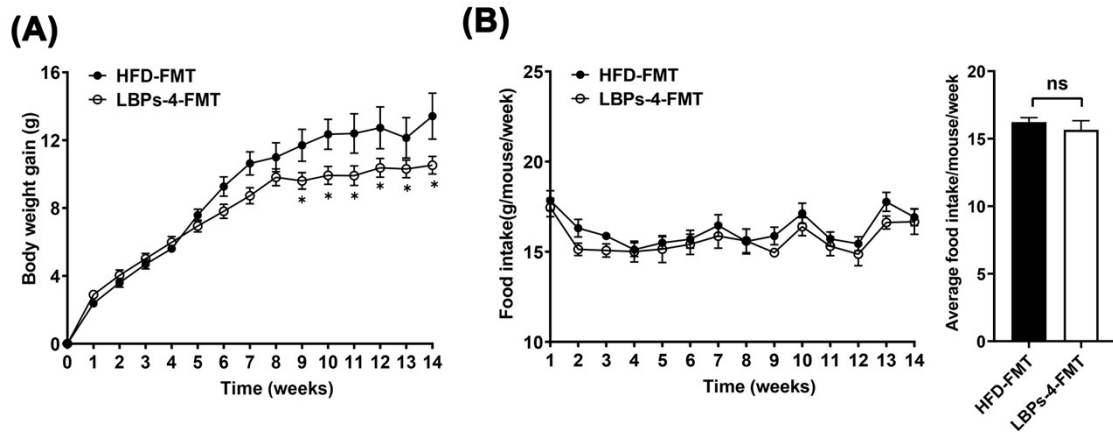 (A)
Body weight gain (g)
16
12
8
4
0
HFD-FMT
LBPs-4-FMT
* * * * * *
0 1 2 3 4 5 6 7 8 9 10 11 12 13 14
Time (weeks)
(B)
Food intake(g/mouse/week)
25
20
15
10
HFD-FMT
LBPs-4-FMT
1 2 3 4 5 6 7 8 9 10 11 12 13 14
Time (weeks)
Average food intake/mouse/week
20
15
10
5
0
ns
HFD-FMT
LBPs-4-FMT